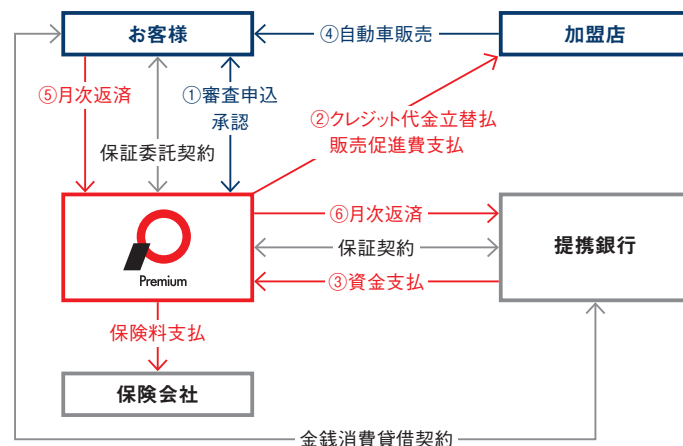 お客様
④自動車販売
加盟店
⑤月次返済
①審査申込
承認
②クレジット代金立替払
販売促進費支払
保証委託契約
⑥月次返済
保証契約
提携銀行
③資金支払
Premium
保険料支払
保険会社
金銭消費貸借契約